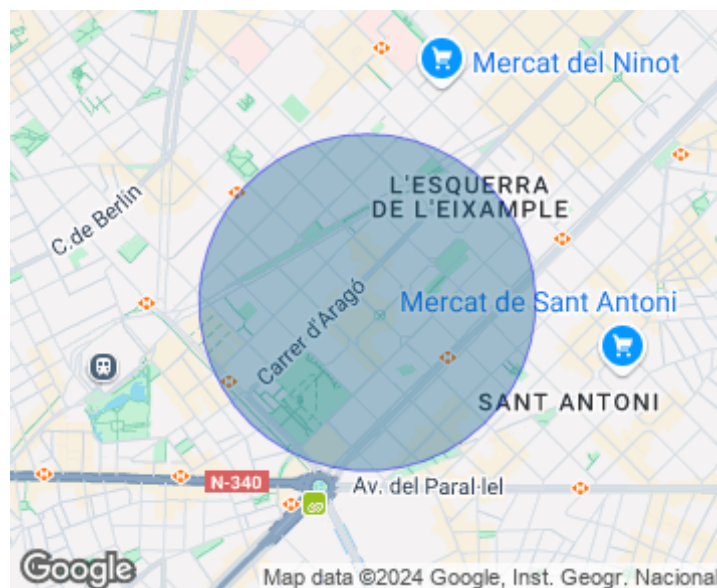 Mercat del Ninot
L'ESQUERRA
DE L'EIXAMPLE
C.de Berlín
Carrer d'Aragó
Mercat de Sant Antoni
SANT ANTONI
N-340
Av. del Paral·lel
Google
Map data ©2024 Google, Inst. Geogr. Nacional